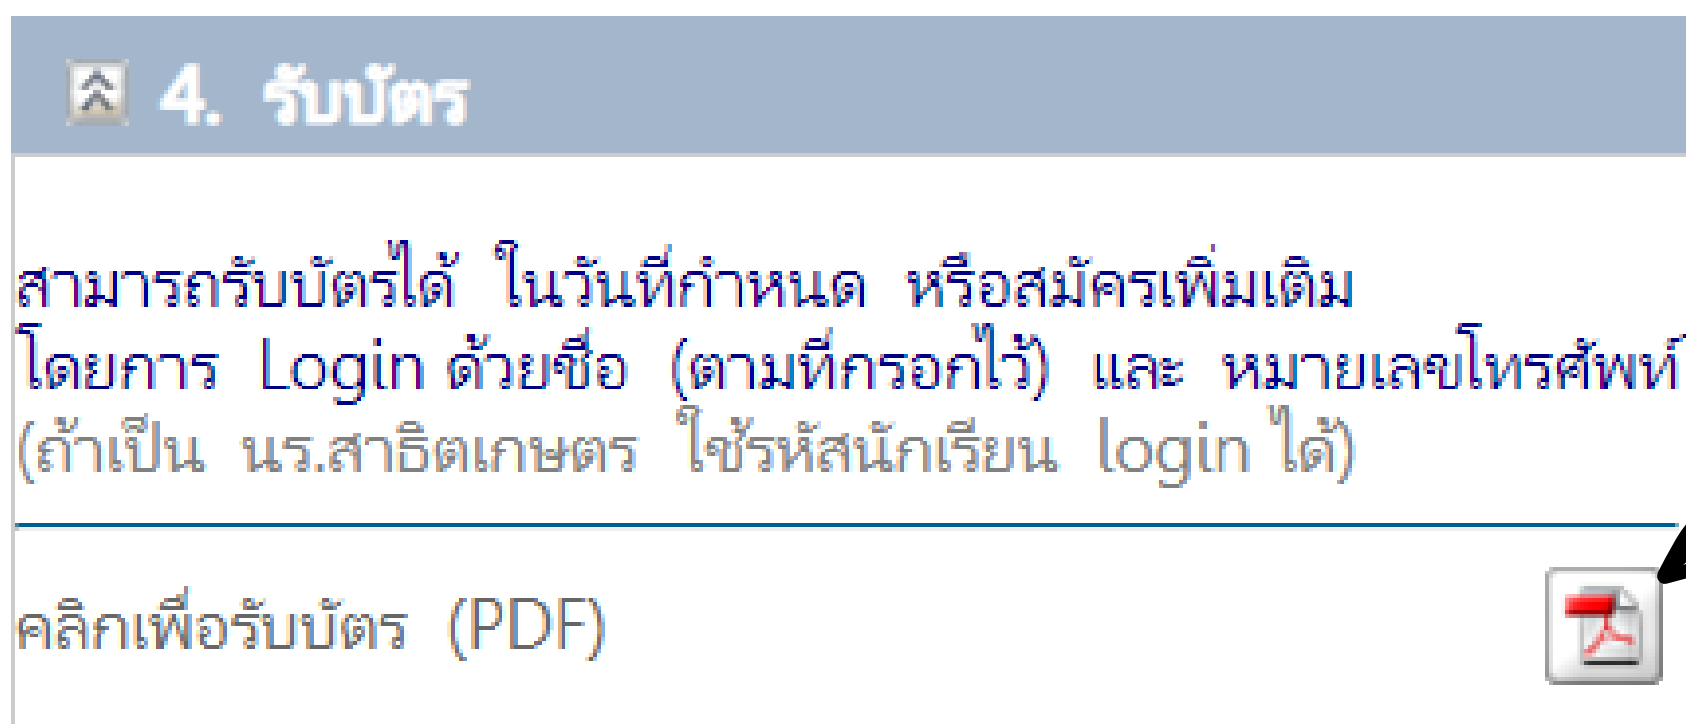 4. รับบัตร
สามารถรับบัตรได้ ในวันที่กำหนด หรือสมัครเพิ่มเติม
โดยการ Login ด้วยชื่อ (ตามที่กรอกไว้) และ หมายเลขโทรศัพท์
(ถ้าเป็น นร.สาธิตเกษตร ใช้รหัสนักเรียน login ได้)
คลิกเพื่อรับบัตร (PDF)